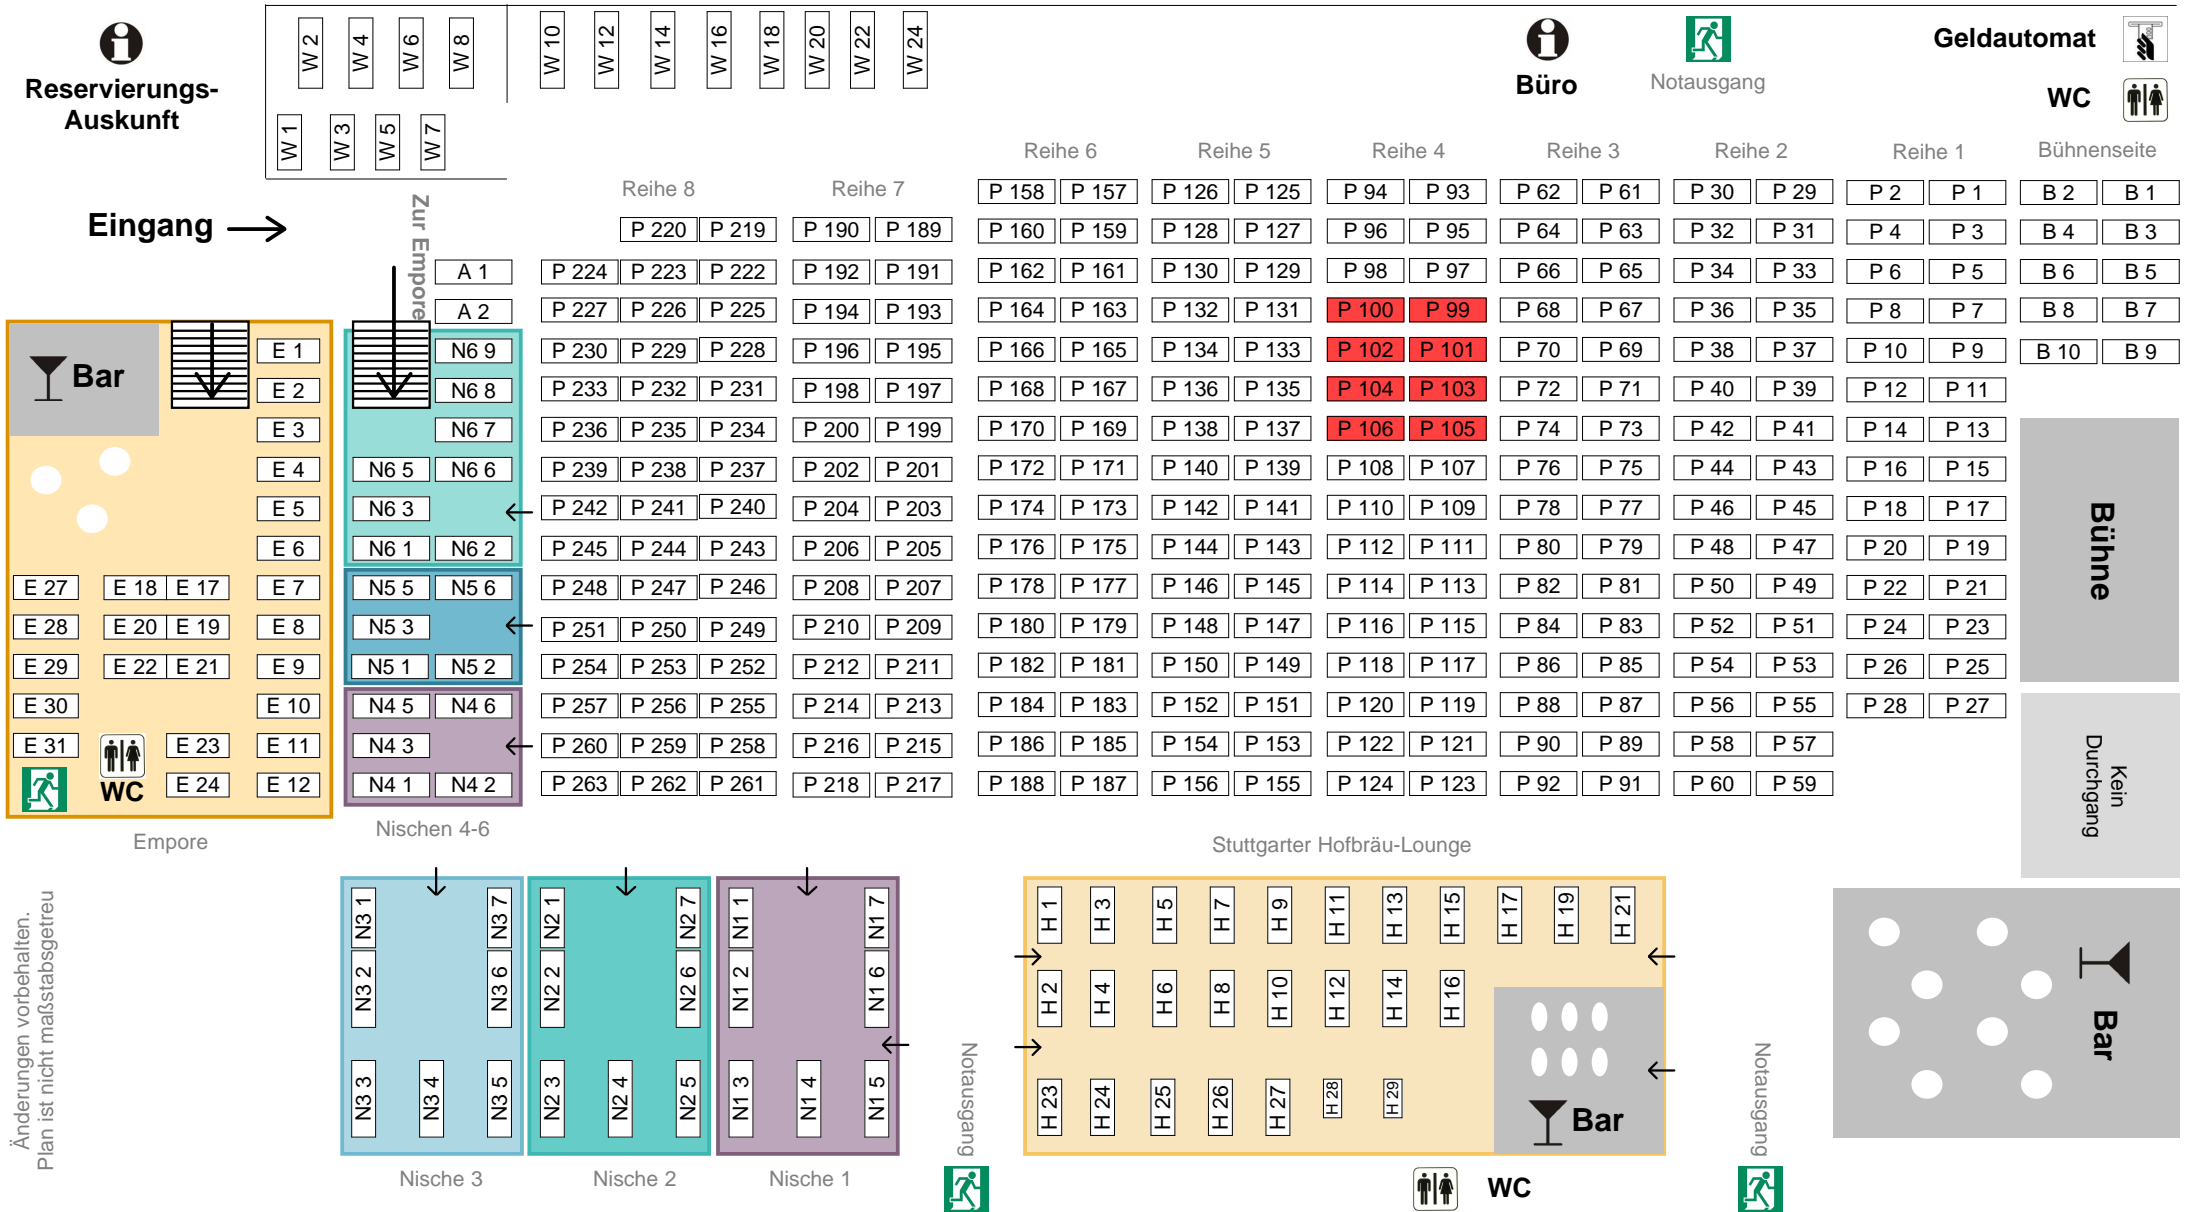 W 2 W 4 W 6 W 8 W 10 W 12 W 14 W 16 W 18 W 20 W 22 W 24
Reservierungs-
Auskunft
Büro
Notausgang
Geldautomat
WC
W 1 W 3 W 5 W 7
Reihe 6 Reihe 5 Reihe 4 Reihe 3 Reihe 2 Reihe 1 Bühnenseite
Reihe 8 Reihe 7
Zur Empore
Eingang
P 158 P 157 P 126 P 125 P 94 P 93 P 62 P 61 P 30 P 29 P 2 P 1 B 2 B 1
P 220 P 219 P 190 P 189 P 160 P 159 P 128 P 127 P 96 P 95 P 64 P 63 P 32 P 31 P 4 P 3 B 4 B 3
A 1 P 224 P 223 P 222 P 192 P 191 P 162 P 161 P 130 P 129 P 98 P 97 P 66 P 65 P 34 P 33 P 6 P 5 B 6 B 5
A 2 P 227 P 226 P 225 P 194 P 193 P 164 P 163 P 132 P 131 P 100 P 99 P 68 P 67 P 36 P 35 P 8 P 7 B 8 B 7
Bar
E 1 N6 9 P 230 P 229 P 228 P 196 P 195 P 166 P 165 P 134 P 133 P 102 P 101 P 70 P 69 P 38 P 37 P 10 P 9 B 10 B 9
E 2 N6 8 P 233 P 232 P 231 P 198 P 197 P 168 P 167 P 136 P 135 P 104 P 103 P 72 P 71 P 40 P 39 P 12 P 11
E 3 N6 7 P 236 P 235 P 234 P 200 P 199 P 170 P 169 P 138 P 137 P 106 P 105 P 74 P 73 P 42 P 41 P 14 P 13
E 4 N6 5 N6 6 P 239 P 238 P 237 P 202 P 201 P 172 P 171 P 140 P 139 P 108 P 107 P 76 P 75 P 44 P 43 P 16 P 15
E 5 N6 3 P 242 P 241 P 240 P 204 P 203 P 174 P 173 P 142 P 141 P 110 P 109 P 78 P 77 P 46 P 45 P 18 P 17
E 6 N6 1 N6 2 P 245 P 244 P 243 P 206 P 205 P 176 P 175 P 144 P 143 P 112 P 111 P 80 P 79 P 48 P 47 P 20 P 19
E 27 E 18 E 17 E 7 N5 5 N5 6 P 248 P 247 P 246 P 208 P 207 P 178 P 177 P 146 P 145 P 114 P 113 P 82 P 81 P 50 P 49 P 22 P 21
E 28 E 20 E 19 E 8 N5 3 P 251 P 250 P 249 P 210 P 209 P 180 P 179 P 148 P 147 P 116 P 115 P 84 P 83 P 52 P 51 P 24 P 23
E 29 E 22 E 21 E 9 N5 1 N5 2 P 254 P 253 P 252 P 212 P 211 P 182 P 181 P 150 P 149 P 118 P 117 P 86 P 85 P 54 P 53 P 26 P 25
E 30 E 10 N4 5 N4 6 P 257 P 256 P 255 P 214 P 213 P 184 P 183 P 152 P 151 P 120 P 119 P 88 P 87 P 56 P 55 P 28 P 27
E 31 E 23 E 11 N4 3 P 260 P 259 P 258 P 216 P 215 P 186 P 185 P 154 P 153 P 122 P 121 P 90 P 89 P 58 P 57
WC E 24 E 12 N4 1 N4 2 P 263 P 262 P 261 P 218 P 217 P 188 P 187 P 156 P 155 P 124 P 123 P 92 P 91 P 60 P 59
Bühne
Kein
Durchgang
Empore
Nischen 4-6
Stuttgarter Hofbräu-Lounge
Änderungen vorbehalten.
Plan ist nicht maßstabsgetreu
N3 1 N3 7 N2 1 N2 7 N1 1 N1 7 H 1 H 3 H 5 H 7 H 9 H 11 H 13 H 15 H 17 H 19 H 21
N3 2 N3 6 N2 2 N2 6 N1 2 N1 6 H 2 H 4 H 6 H 8 H 10 H 12 H 14 H 16
N3 3 N3 4 N3 5 N2 3 N2 4 N2 5 N1 3 N1 4 N1 5 H 23 H 24 H 25 H 26 H 27 H 28 H 29
Bar
Bar
Notausgang
Notausgang
Nische 3 Nische 2 Nische 1
WC